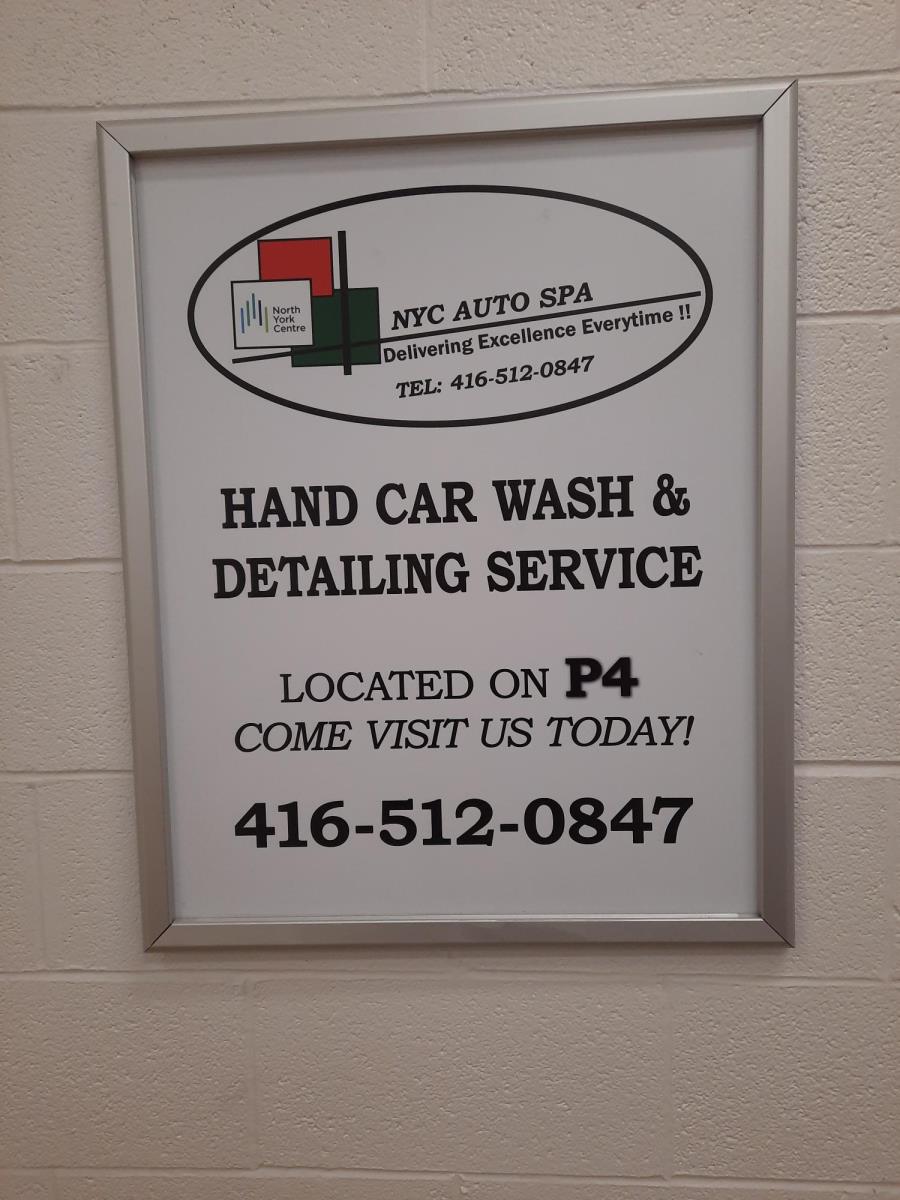 North
York
Centre
NYC AUTO SPA
Delivering Excellence Everytime !!
TEL: 416-512-0847
HAND CAR WASH &
DETAILING SERVICE
LOCATED ON P4
COME VISIT US TODAY!
416-512-0847